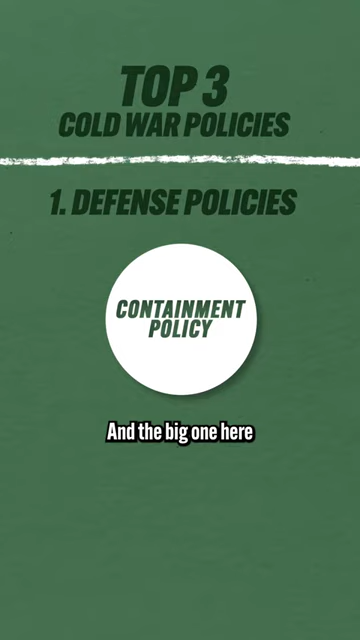 TOP 3
COLD WAR POLICIES
1. DEFENSE POLICIES
CONTAINMENT
POLICY
And the big one here